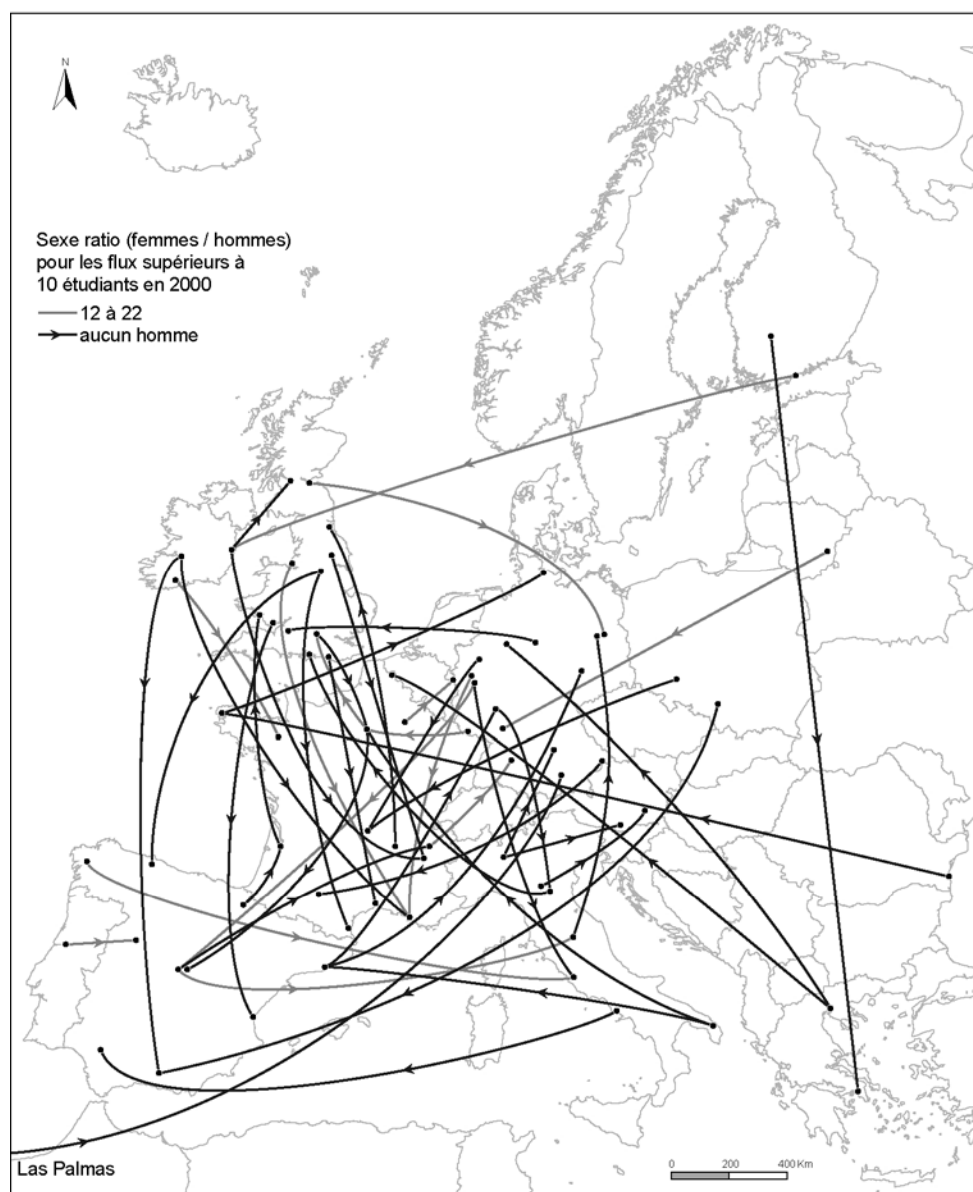 N
Sexe ratio (femmes / hommes)
pour les flux supérieurs à
10 étudiants en 2000
12 à 22
aucun homme
Las Palmas
0 200 400 Km